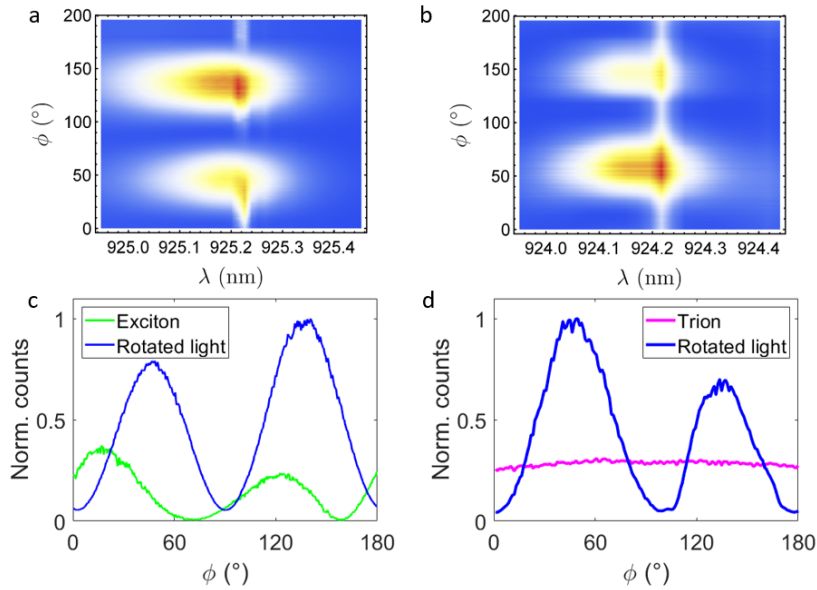 a
200
150
100
50
0
ϕ (°)
925.0 925.1 925.2 925.3 925.4
λ (nm)
b
200
150
100
50
0
ϕ (°)
924.0 924.1 924.2 924.3 924.4
λ (nm)
c
1
0.5
0
Norm. counts
Exciton
Rotated light
0 60 120 180
ϕ (°)
d
1
0.5
0
Norm. counts
Trion
Rotated light
0 60 120 180
ϕ (°)